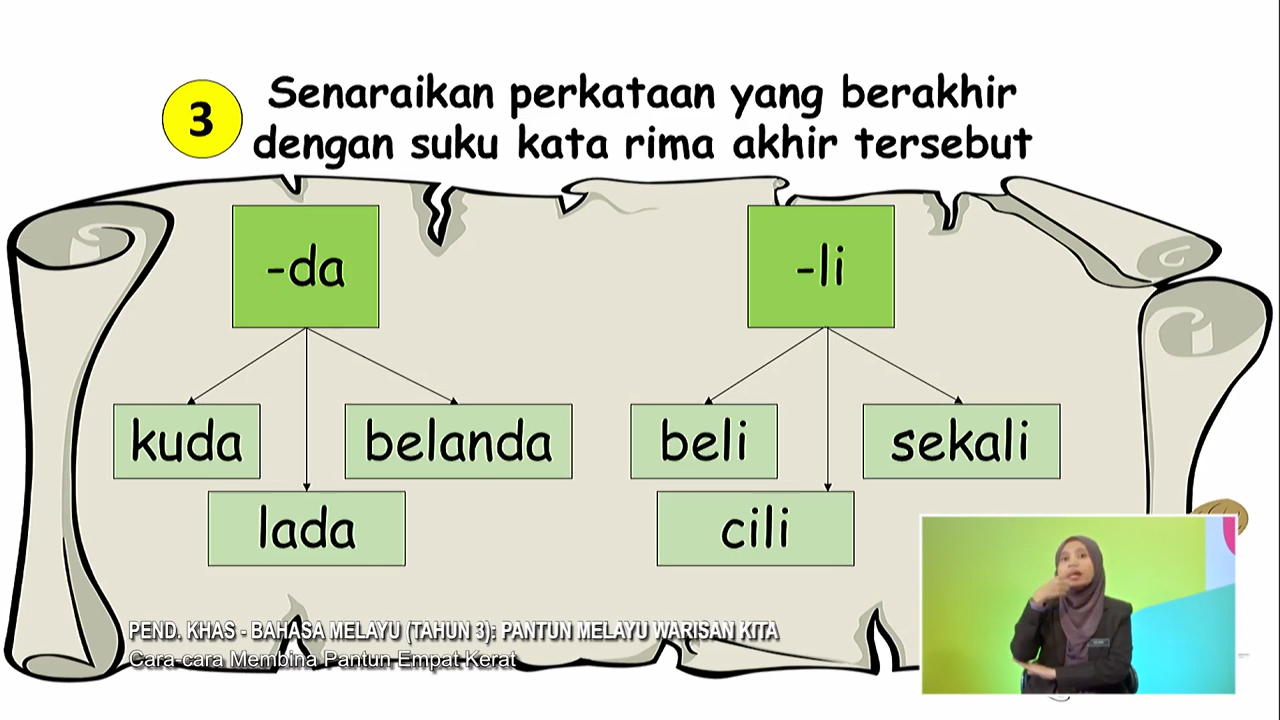 3
Senaraikan perkataan yang berakhir
dengan suku kata rima akhir tersebut
-da
-li
kuda
belanda
beli
sekali
lada
cili
PEND. KHAS - BAHASA MELAYU (TAHUN 3): PANTUN MELAYU WARISAN KITA
Cara-cara Membina Pantun Empat Kerat